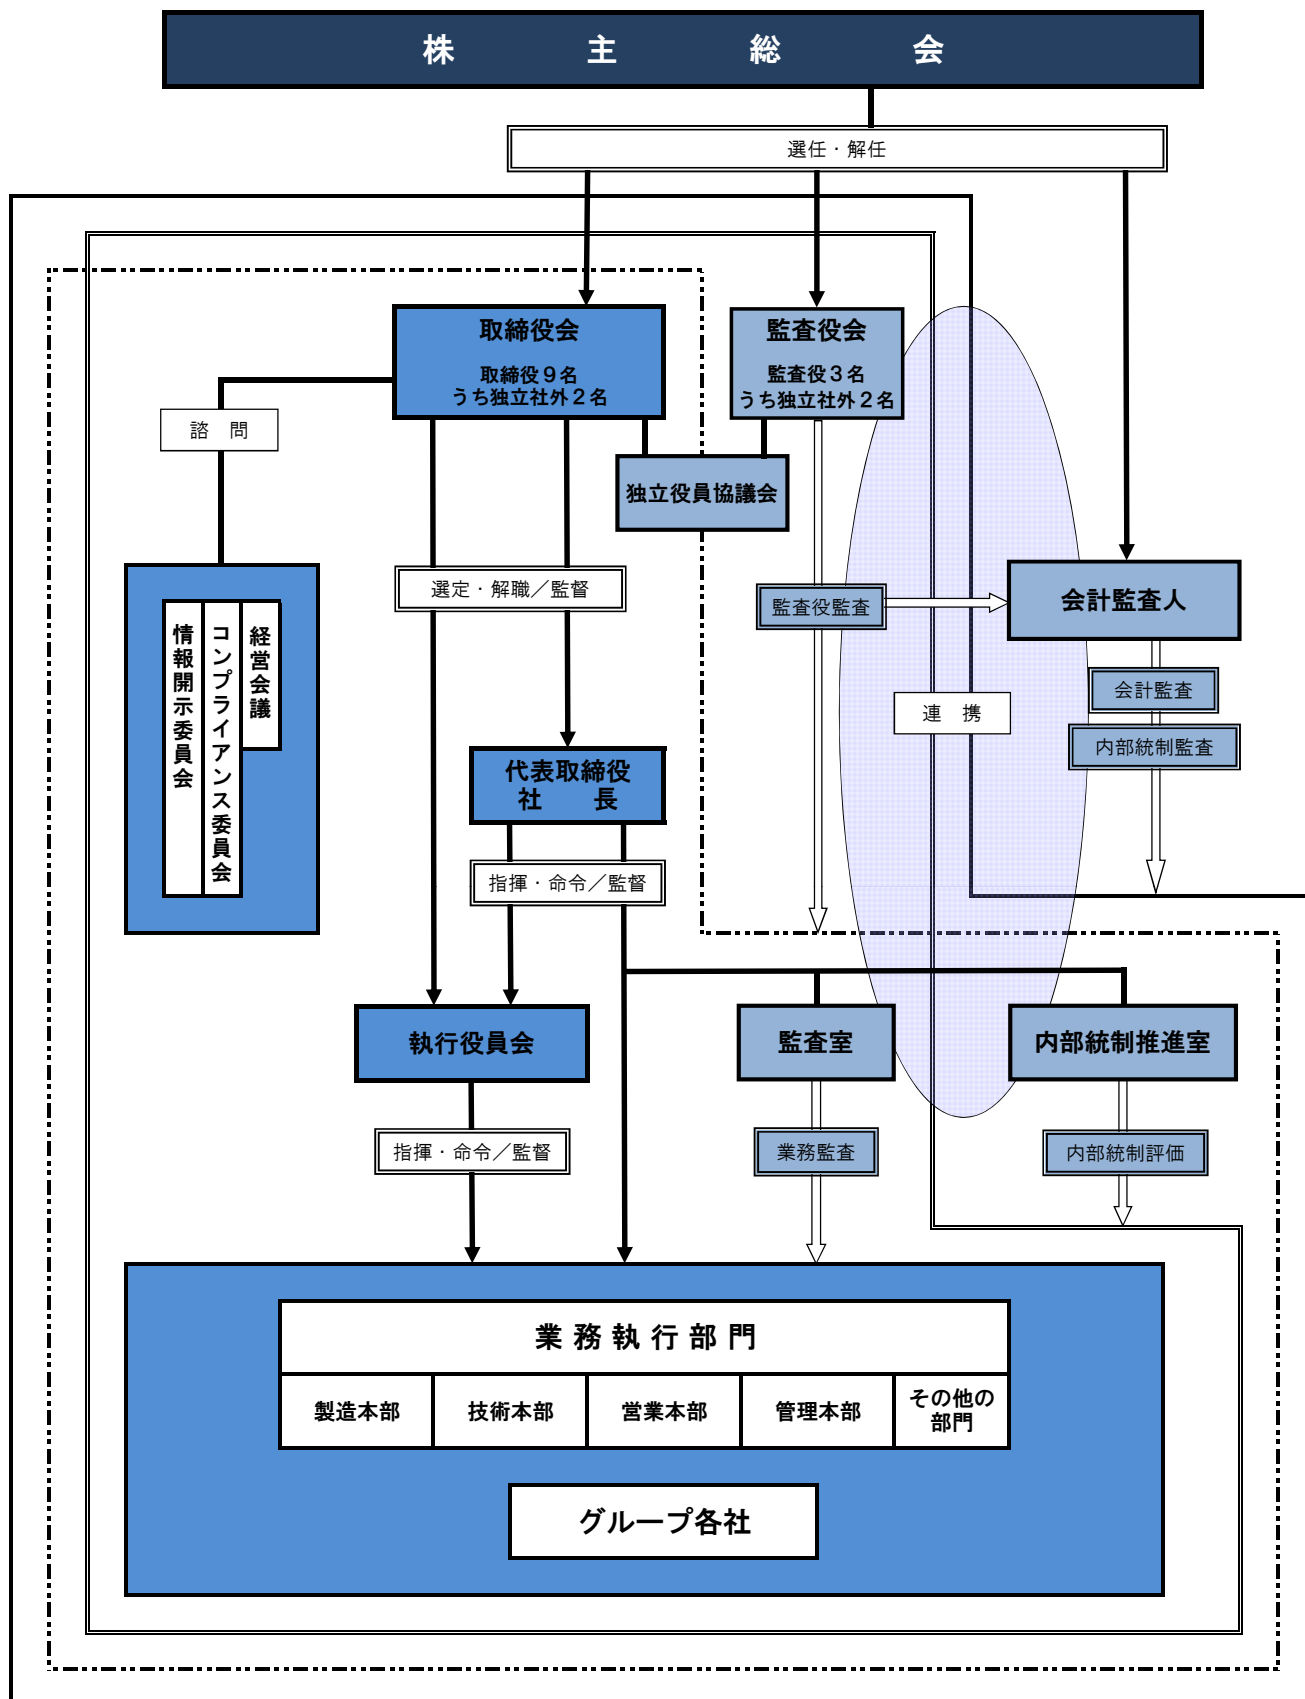 株主総会
選任・解任
取締役会
取締役９名
うち独立社外２名
監査役会
監査役３名
うち独立社外２名
諮　問
独立役員協議会
選定・解職／監督
監査役監査
会計監査人
会計監査
内部統制監査
連　携
情報開示委員会
コンプライアンス委員会
経営会議
代表取締役
社　　長
指揮・命令／監督
執行役員会
監査室
内部統制推進室
指揮・命令／監督
業務監査
内部統制評価
業務執行部門
製造本部
技術本部
営業本部
管理本部
その他の
部門
グループ各社